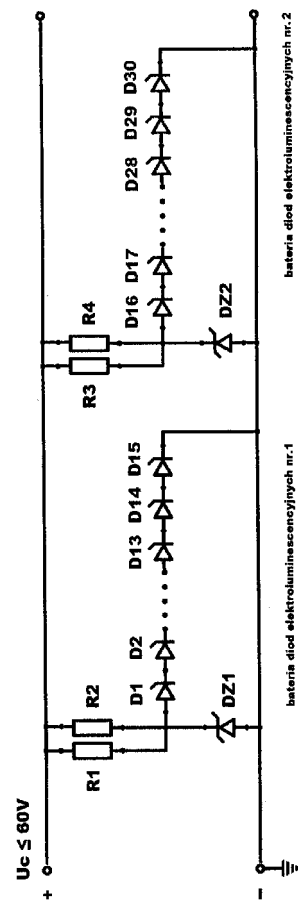 Uc ≤ 60V
+
−
R1
R2
D1
D2
D13
D14
D15
DZ1
R3
R4
D16
D17
D28
D29
D30
DZ2
bateria diod elektroluminescencyjnych nr.1
bateria diod elektroluminescencyjnych nr.2